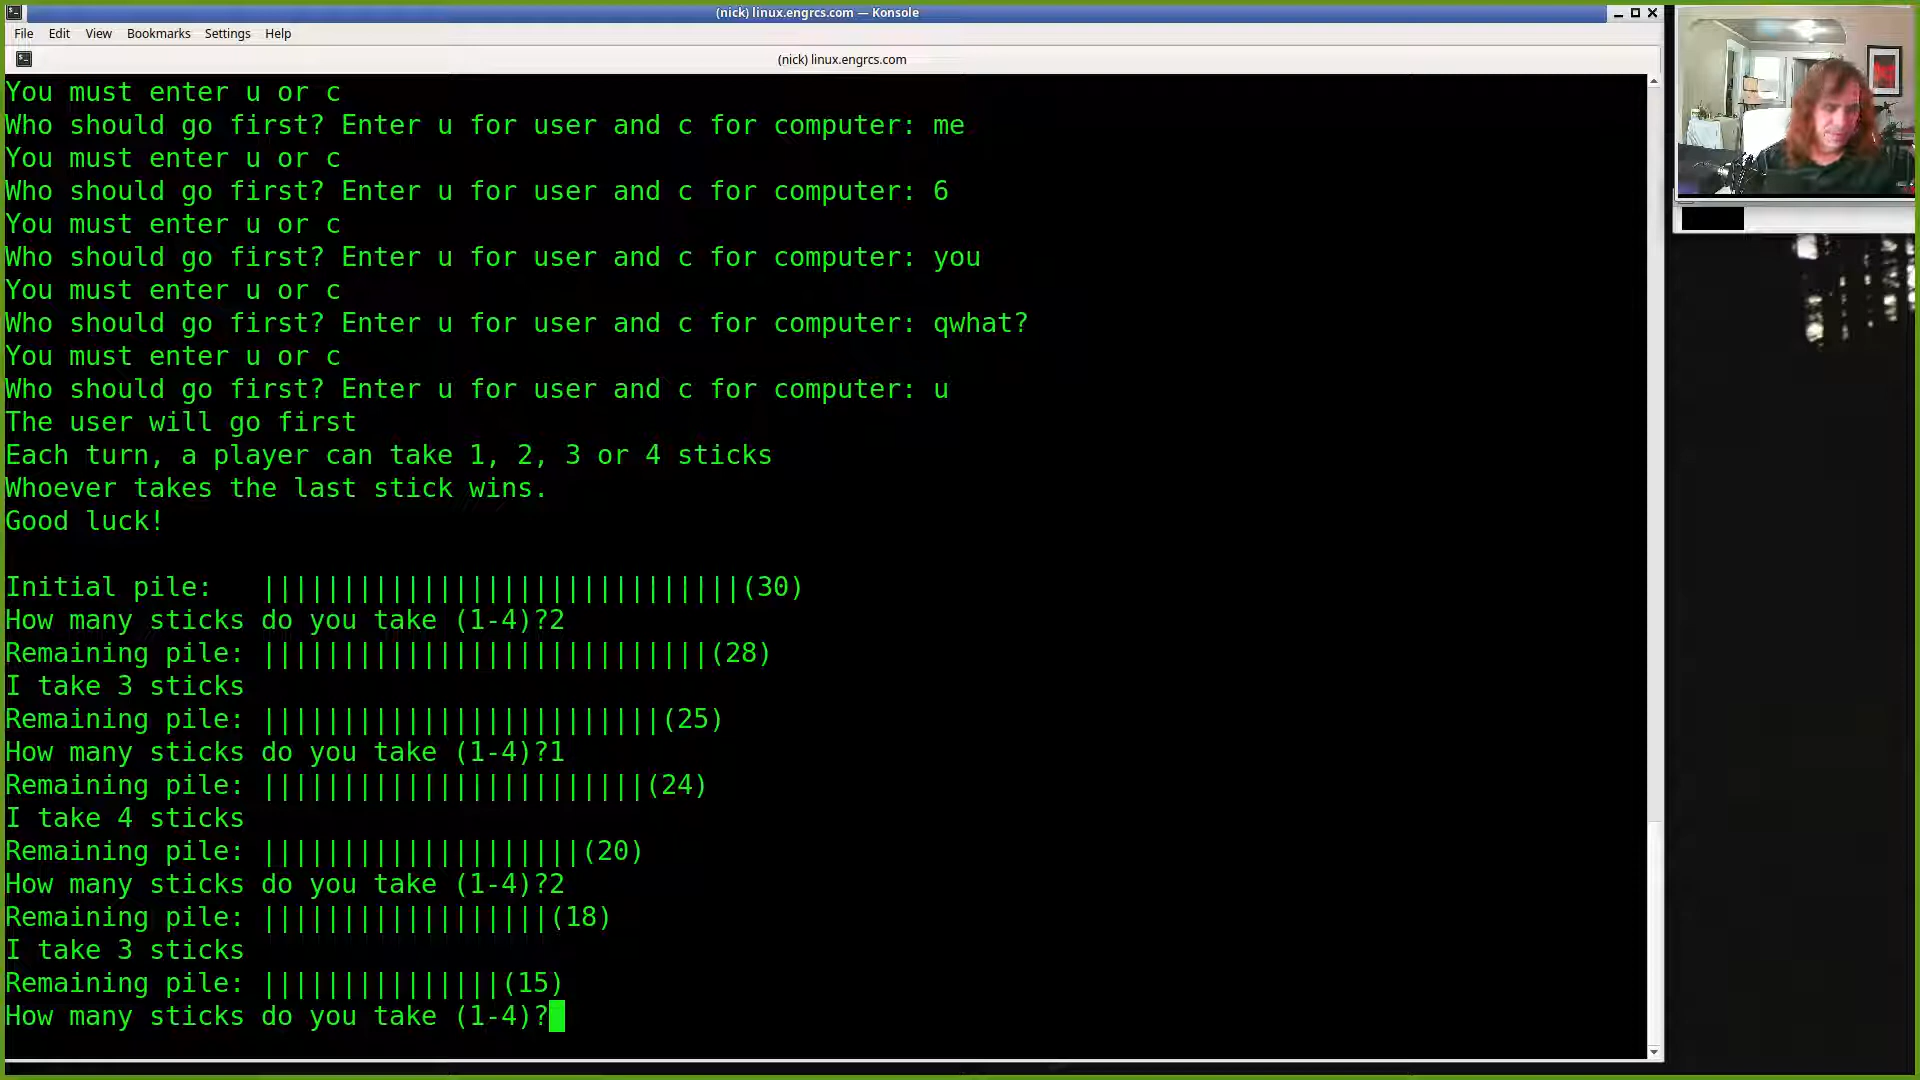 (nick) linux.engrcs.com — Konsole
File Edit View Bookmarks Settings Help
(nick) linux.engrcs.com
You must enter u or c
Who should go first? Enter u for user and c for computer: me
You must enter u or c
Who should go first? Enter u for user and c for computer: 6
You must enter u or c
Who should go first? Enter u for user and c for computer: you
You must enter u or c
Who should go first? Enter u for user and c for computer: qwhat?
You must enter u or c
Who should go first? Enter u for user and c for computer: u
The user will go first
Each turn, a player can take 1, 2, 3 or 4 sticks
Whoever takes the last stick wins.
Good luck!
Initial pile: ||||||||||||||||||||||||||||||(30)
How many sticks do you take (1-4)?2
Remaining pile: ||||||||||||||||||||||||||||(28)
I take 3 sticks
Remaining pile: |||||||||||||||||||||||||(25)
How many sticks do you take (1-4)?1
Remaining pile: ||||||||||||||||||||||||(24)
I take 4 sticks
Remaining pile: ||||||||||||||||||||(20)
How many sticks do you take (1-4)?2
Remaining pile: ||||||||||||||||||(18)
I take 3 sticks
Remaining pile: |||||||||||||||(15)
How many sticks do you take (1-4)?